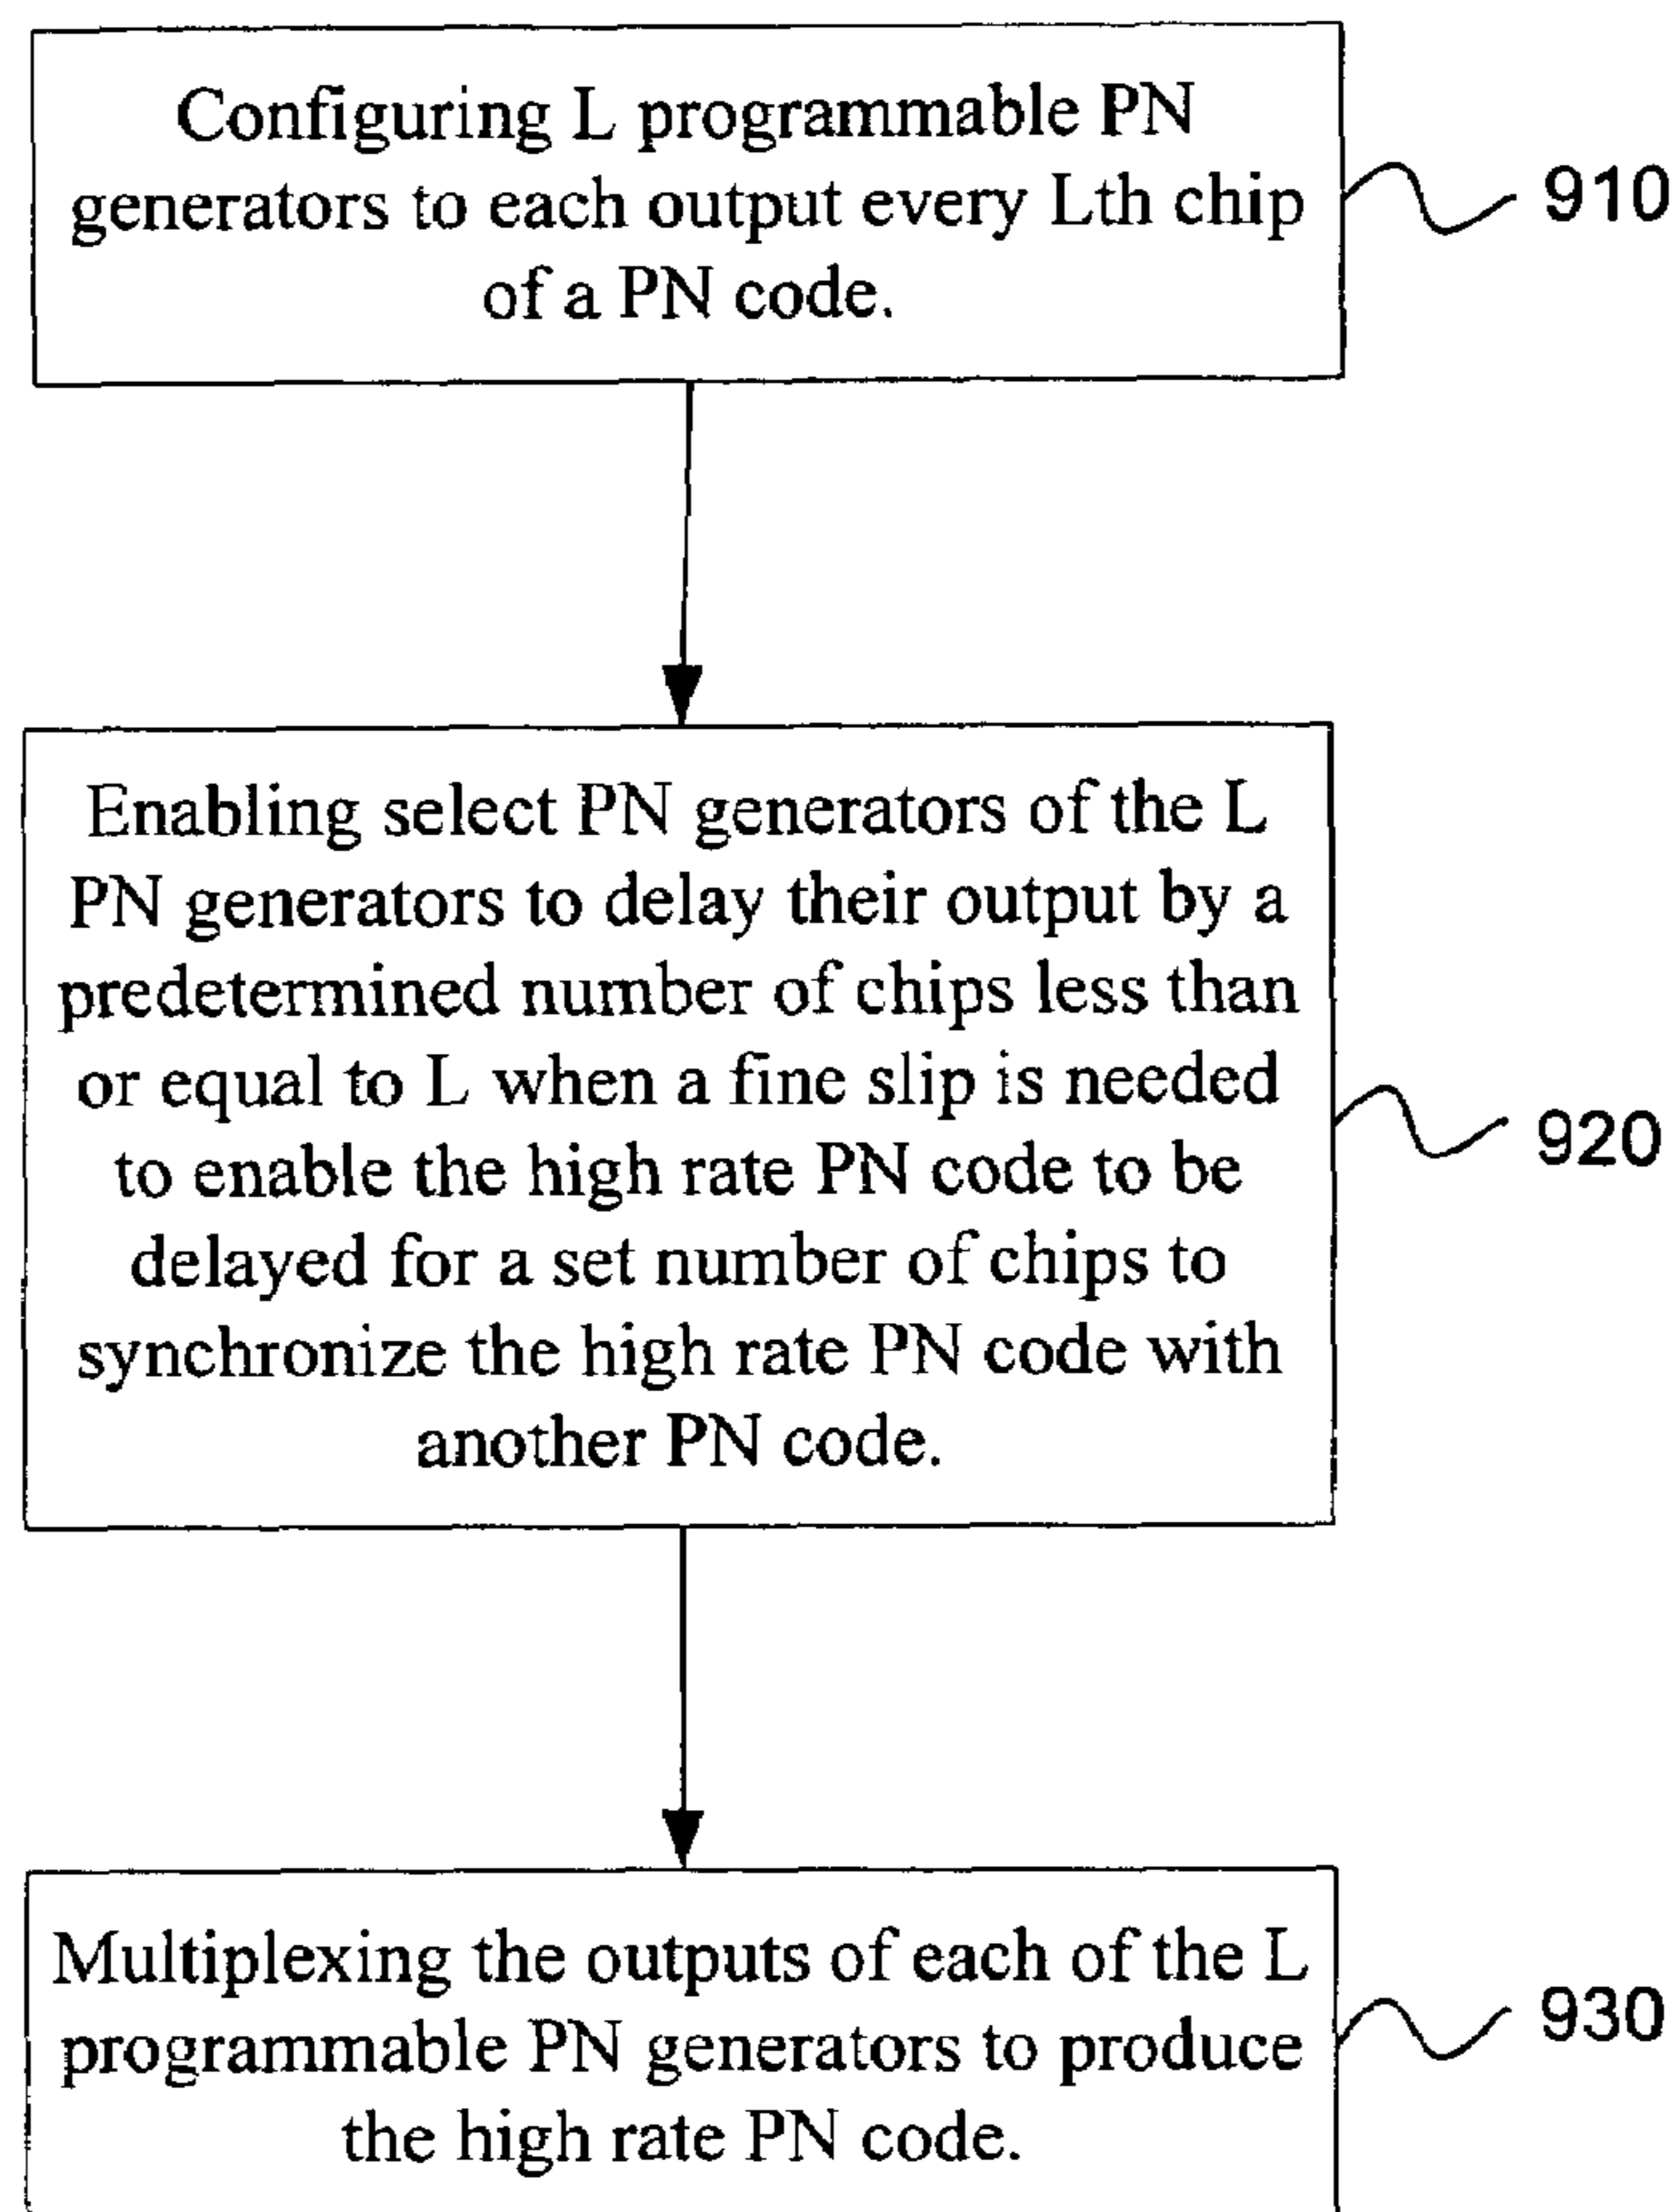 Configuring L programmable PN
generators to each output every Lth chip
of a PN code.
910
Enabling select PN generators of the L
PN generators to delay their output by a
predetermined number of chips less than
or equal to L when a fine slip is needed
to enable the high rate PN code to be
delayed for a set number of chips to
synchronize the high rate PN code with
another PN code.
920
Multiplexing the outputs of each of the L
programmable PN generators to produce
the high rate PN code.
930